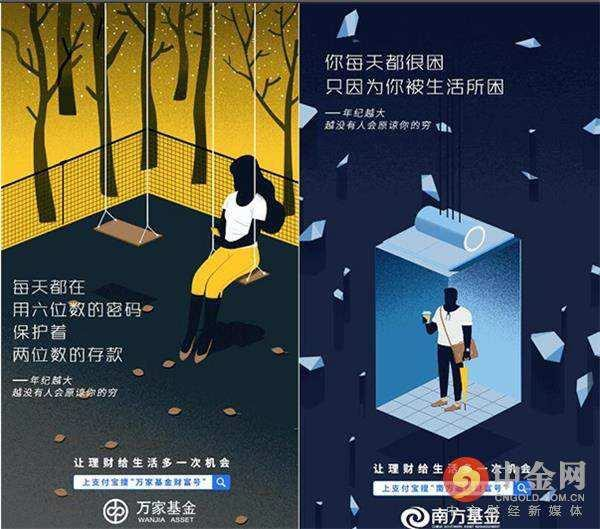 每天都在
用六位数的密码
保护着
两位数的存款
——年纪越大
越没有人会原谅你的穷
让理财给生活多一次机会
上支付宝搜“万家基金财富号”
万家基金
WANJIA ASSET
你每天都很困
只因为你被生活所困
——年纪越大
越没有人会原谅你的穷
让理财给生活多一次机会
上支付宝搜“南方基金财富号”
南方基金
中金网
CNGOLD.COM.CN
中文财经新媒体